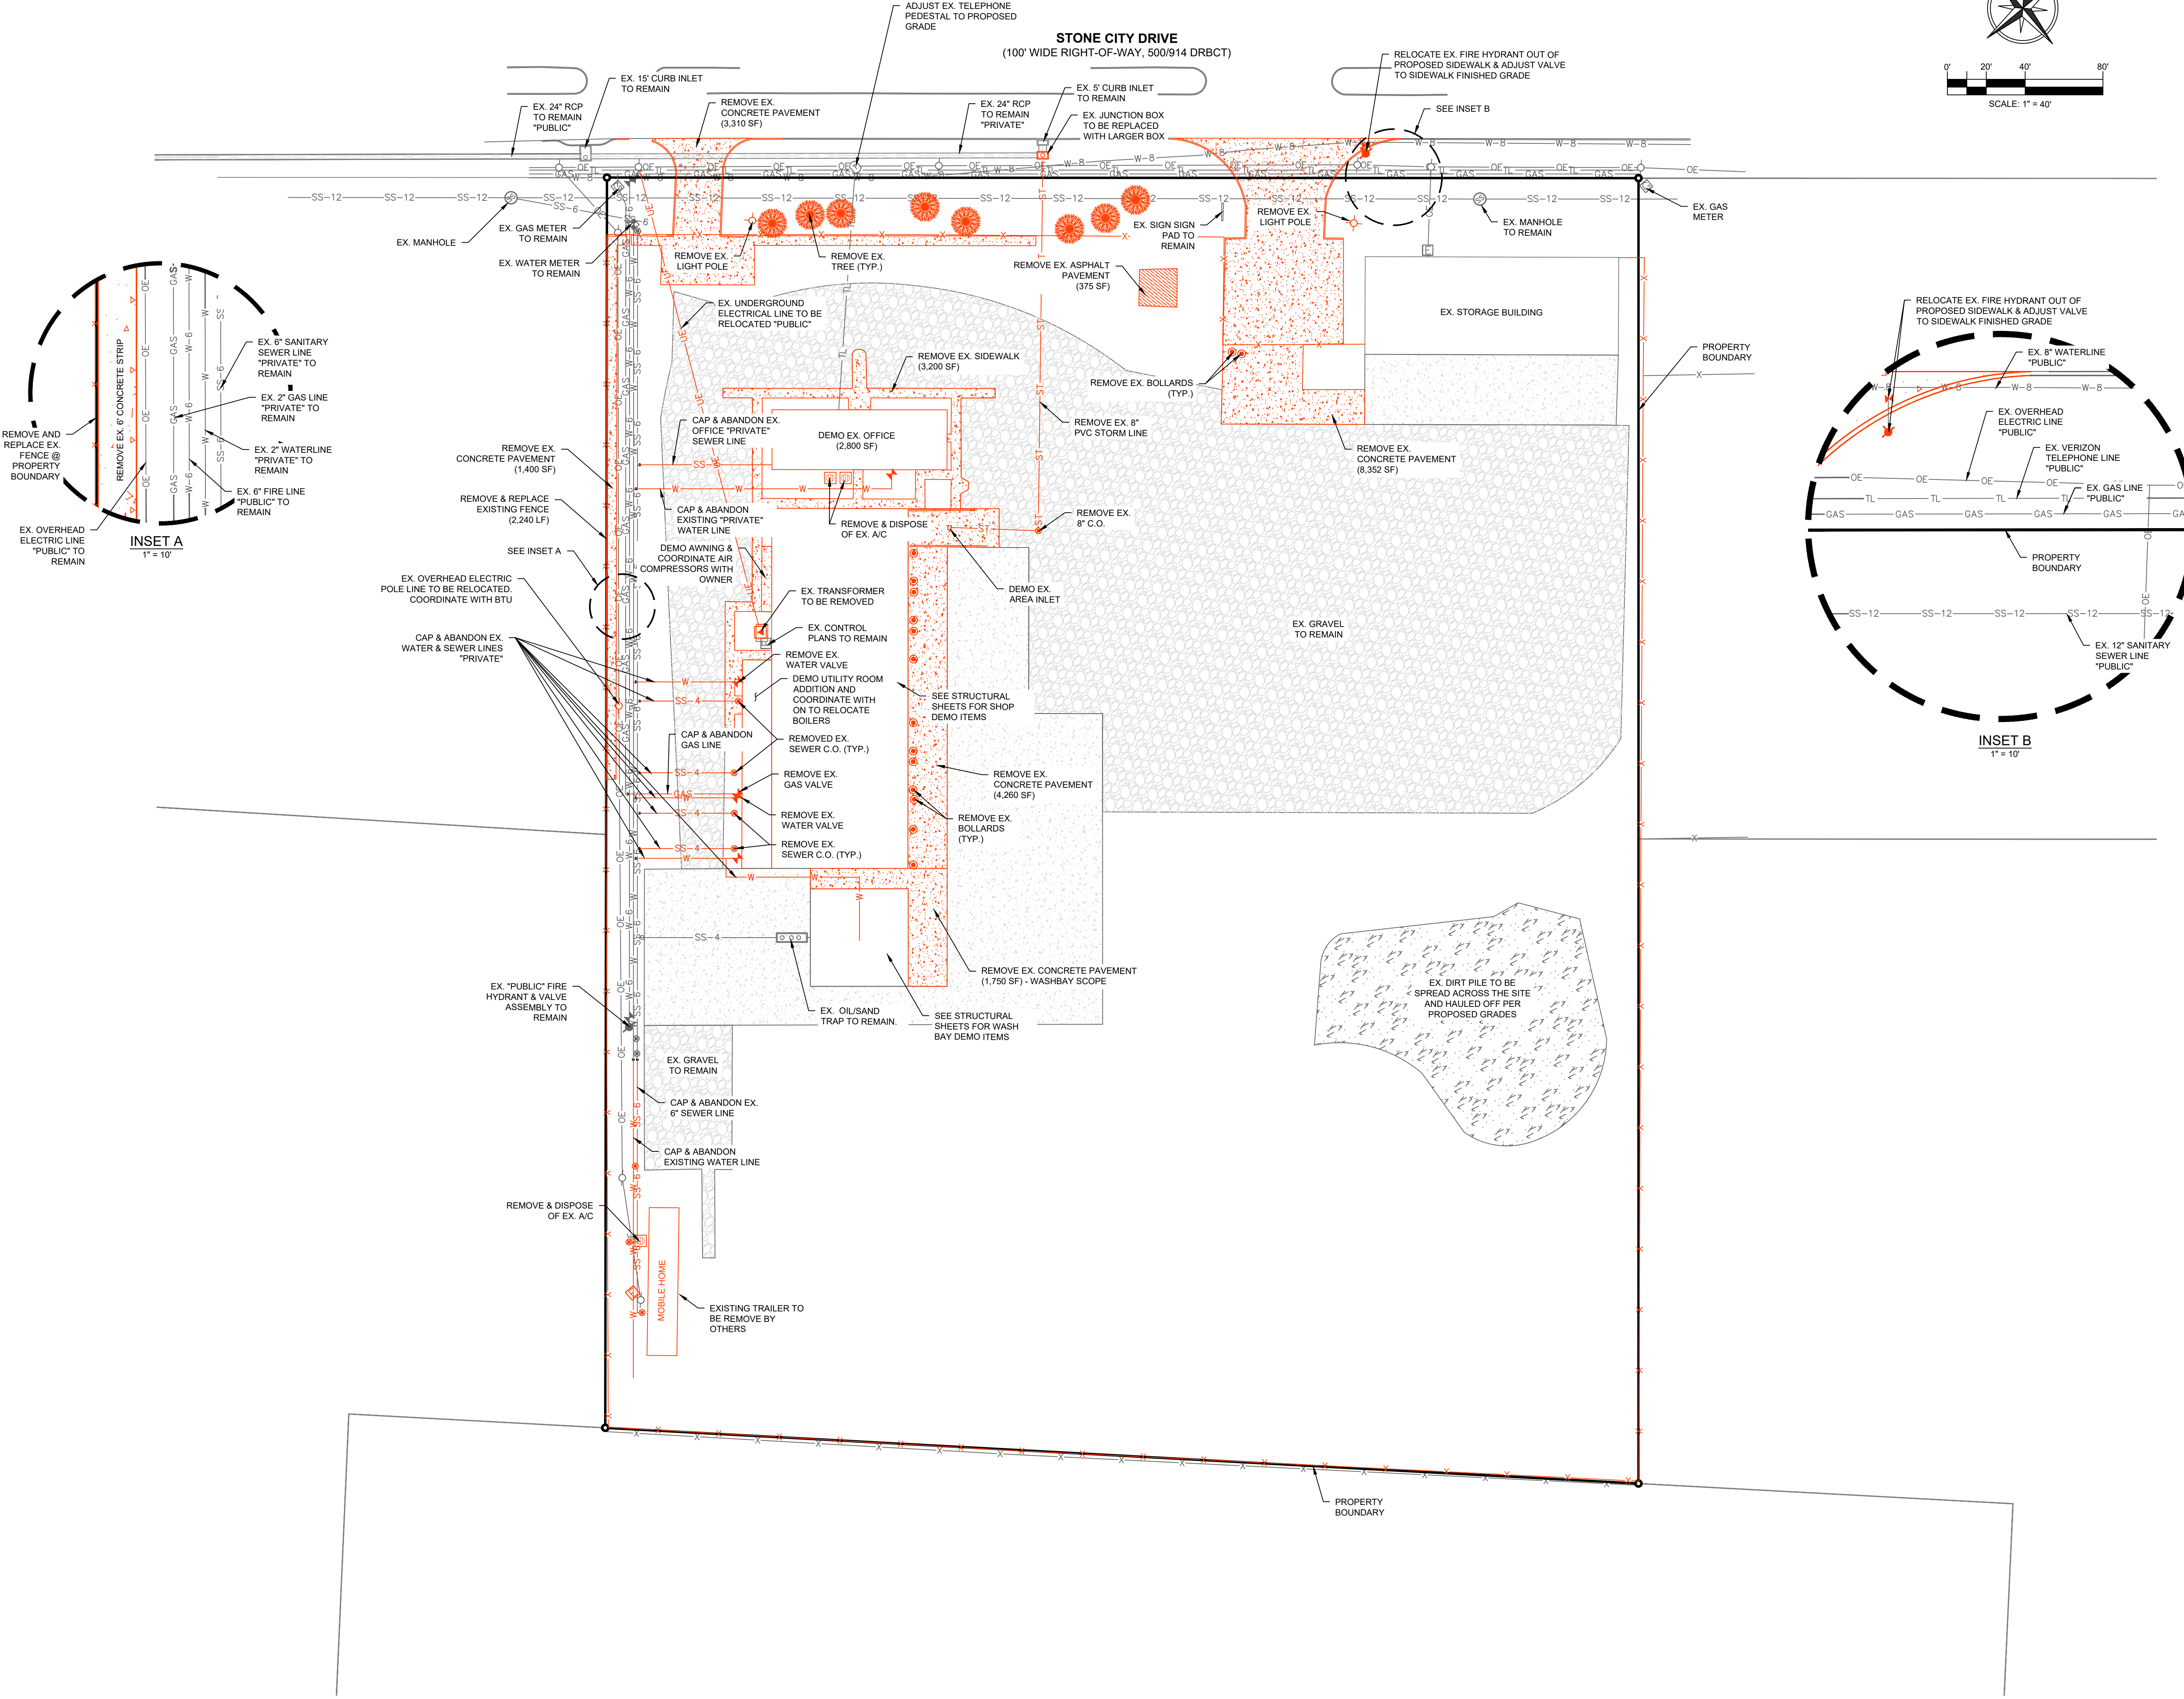 ADJUST EX. TELEPHONE
PEDESTAL TO PROPOSED
GRADE
STONE CITY DRIVE
(100' WIDE RIGHT-OF-WAY, 500/914 DRBCT)
RELOCATE EX. FIRE HYDRANT OUT OF
PROPOSED SIDEWALK & ADJUST VALVE
TO SIDEWALK FINISHED GRADE
0' 20' 40' 80'
SCALE: 1" = 40'
EX. 15' CURB INLET
TO REMAIN
EX. 24" RCP
TO REMAIN
"PUBLIC"
REMOVE EX.
CONCRETE PAVEMENT
(3,310 SF)
EX. 24" RCP
TO REMAIN
"PRIVATE"
EX. 5' CURB INLET
TO REMAIN
EX. JUNCTION BOX
TO BE REPLACED
WITH LARGER BOX
SEE INSET B
EX. MANHOLE
EX. GAS METER
TO REMAIN
EX. WATER METER
TO REMAIN
REMOVE EX.
LIGHT POLE
REMOVE EX.
TREE (TYP.)
EX. SIGN SIGN
PAD TO
REMAIN
REMOVE EX.
LIGHT POLE
EX. MANHOLE
TO REMAIN
EX. GAS
METER
REMOVE EX. ASPHALT
PAVEMENT
(375 SF)
EX. UNDERGROUND
ELECTRICAL LINE TO BE
RELOCATED "PUBLIC"
EX. STORAGE BUILDING
PROPERTY
BOUNDARY
REMOVE EX. SIDEWALK
(3,200 SF)
REMOVE EX. BOLLARDS
(TYP.)
CAP & ABANDON EX.
OFFICE "PRIVATE"
SEWER LINE
DEMO EX. OFFICE
(2,800 SF)
REMOVE EX. 8"
PVC STORM LINE
REMOVE EX.
CONCRETE PAVEMENT
(8,352 SF)
REMOVE EX.
CONCRETE PAVEMENT
(1,400 SF)
REMOVE & REPLACE
EXISTING FENCE
(2,240 LF)
CAP & ABANDON
EXISTING "PRIVATE"
WATER LINE
REMOVE & DISPOSE
OF EX. A/C
REMOVE EX.
8" C.O.
SEE INSET A
DEMO AWNING &
COORDINATE AIR
COMPRESSORS WITH
OWNER
DEMO EX.
AREA INLET
EX. OVERHEAD ELECTRIC
POLE LINE TO BE RELOCATED.
COORDINATE WITH BTU
EX. TRANSFORMER
TO BE REMOVED
EX. CONTROL
PLANS TO REMAIN
EX. GRAVEL
TO REMAIN
CAP & ABANDON EX.
WATER & SEWER LINES
"PRIVATE"
REMOVE EX.
WATER VALVE
DEMO UTILITY ROOM
ADDITION AND
COORDINATE WITH
ON TO RELOCATE
BOILERS
SEE STRUCTURAL
SHEETS FOR SHOP
DEMO ITEMS
CAP & ABANDON
GAS LINE
REMOVED EX.
SEWER C.O. (TYP.)
REMOVE EX.
GAS VALVE
REMOVE EX.
CONCRETE PAVEMENT
(4,260 SF)
REMOVE EX.
WATER VALVE
REMOVE EX.
BOLLARDS
(TYP.)
REMOVE EX.
SEWER C.O. (TYP.)
SS-4
EX. "PUBLIC" FIRE
HYDRANT & VALVE
ASSEMBLY TO
REMAIN
REMOVE EX. CONCRETE PAVEMENT
(1,750 SF) - WASHBAY SCOPE
EX. OIL/SAND
TRAP TO REMAIN.
SEE STRUCTURAL
SHEETS FOR WASH
BAY DEMO ITEMS
EX. DIRT PILE TO BE
SPREAD ACROSS THE SITE
AND HAULED OFF PER
PROPOSED GRADES
EX. GRAVEL
TO REMAIN
CAP & ABANDON EX.
6" SEWER LINE
CAP & ABANDON
EXISTING WATER LINE
REMOVE & DISPOSE
OF EX. A/C
MOBILE HOME
EXISTING TRAILER TO
BE REMOVE BY
OTHERS
PROPERTY
BOUNDARY
REMOVE AND
REPLACE EX.
FENCE @
PROPERTY
BOUNDARY
REMOVE EX. 6' CONCRETE STRIP
EX. 6" SANITARY
SEWER LINE
"PRIVATE" TO
REMAIN
EX. 2" GAS LINE
"PRIVATE" TO
REMAIN
EX. 2" WATERLINE
"PRIVATE" TO
REMAIN
EX. 6" FIRE LINE
"PUBLIC" TO
REMAIN
EX. OVERHEAD
ELECTRIC LINE
"PUBLIC" TO
REMAIN
INSET A
1" = 10'
RELOCATE EX. FIRE HYDRANT OUT OF
PROPOSED SIDEWALK & ADJUST VALVE
TO SIDEWALK FINISHED GRADE
EX. 8" WATERLINE
"PUBLIC"
W-8 W-8 W-8 W-8
EX. OVERHEAD
ELECTRIC LINE
"PUBLIC"
EX. VERIZON
TELEPHONE LINE
"PUBLIC"
EX. GAS LINE
"PUBLIC"
PROPERTY
BOUNDARY
SS-12 SS-12 SS-12 SS-12 SS-12
EX. 12" SANITARY
SEWER LINE
"PUBLIC"
INSET B
1" = 10'